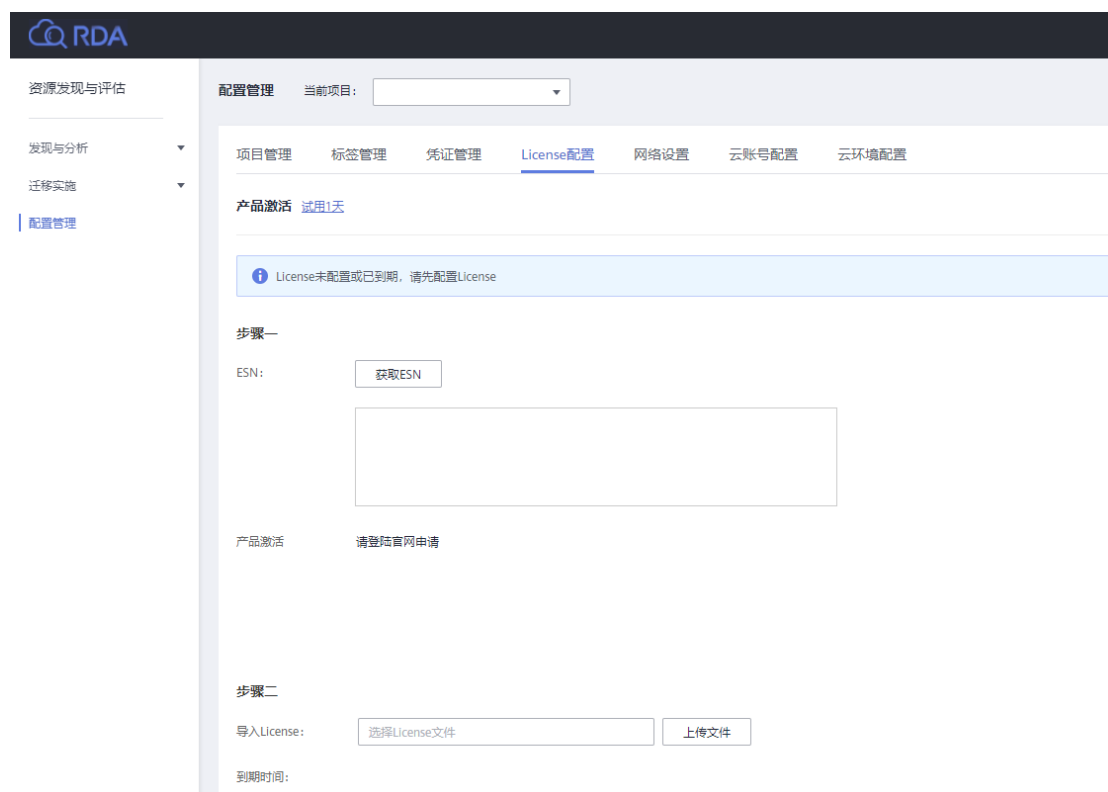 RDA
资源发现与评估
发现与分析
迁移实施
配置管理
配置管理 当前项目：
项目管理 标签管理 凭证管理 License配置 网络设置 云账号配置 云环境配置
产品激活 试用1天
License未配置或已到期，请先配置License
步骤一
ESN： 获取ESN
产品激活 请登陆官网申请
步骤二
导入License： 选择License文件 上传文件
到期时间：